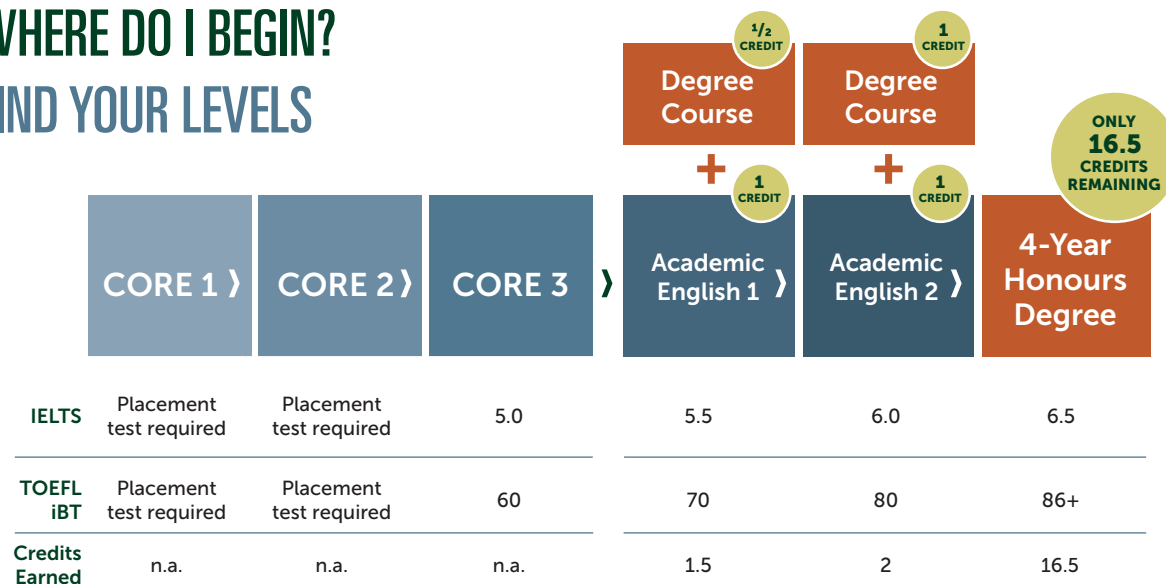 WHERE DO I BEGIN?
IND YOUR LEVELS
1/2
CREDIT
Degree
Course
1
CREDIT
Degree
Course
ONLY
16.5
CREDITS
REMAINING
+
1
CREDIT
+
1
CREDIT
CORE 1 ⟩
CORE 2 ⟩
CORE 3 ⟩
Academic
English 1 ⟩
Academic
English 2 ⟩
4-Year
Honours
Degree
IELTS
Placement
test required
Placement
test required
5.0
5.5
6.0
6.5
TOEFL
iBT
Placement
test required
Placement
test required
60
70
80
86+
Credits
Earned
n.a.
n.a.
n.a.
1.5
2
16.5